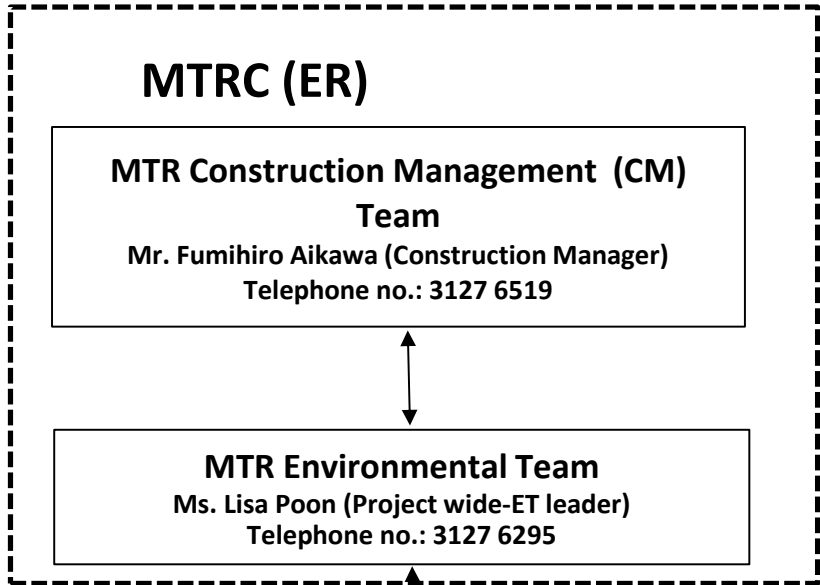 MTRC (ER)
MTR Construction Management (CM)
Team
Mr. Fumihiro Aikawa (Construction Manager)
Telephone no.: 3127 6519
MTR Environmental Team
Ms. Lisa Poon (Project wide-ET leader)
Telephone no.: 3127 6295